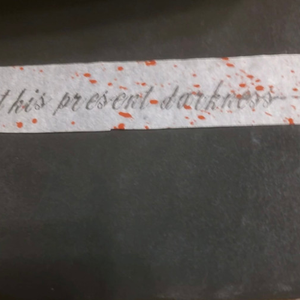 this present darkness--